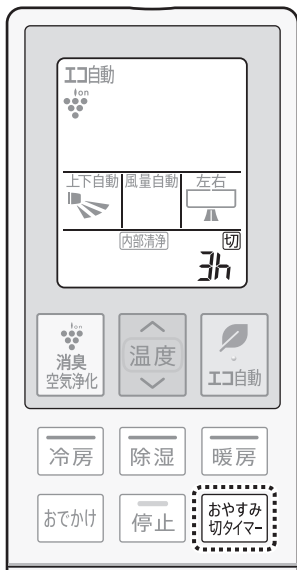 エコ自動
ion
上下自動 風量自動 左右
内部清浄 切
3h
ion
消臭
空気浄化
温度
エコ自動
冷房 除湿 暖房
おでかけ 停止 おやすみ
切タイマー